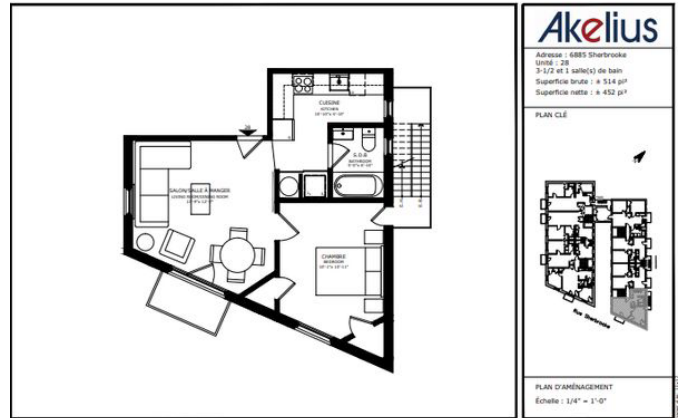 Akelius
Adresse : 6885 Sherbrooke
Unité : 28
3-1/2 et 1 salle(s) de bain
Superficie brute : ± 514 pi²
Superficie nette : ± 452 pi²
PLAN CLÉ
Rue Sherbrooke
PLAN D'AMÉNAGEMENT
Échelle : 1/4" = 1'-0"
CUISINE
KITCHEN
S.D.B
BATHROOM
SALON/SALLE À MANGER
LIVING ROOM/DINING ROOM
CHAMBRE
BEDROOM